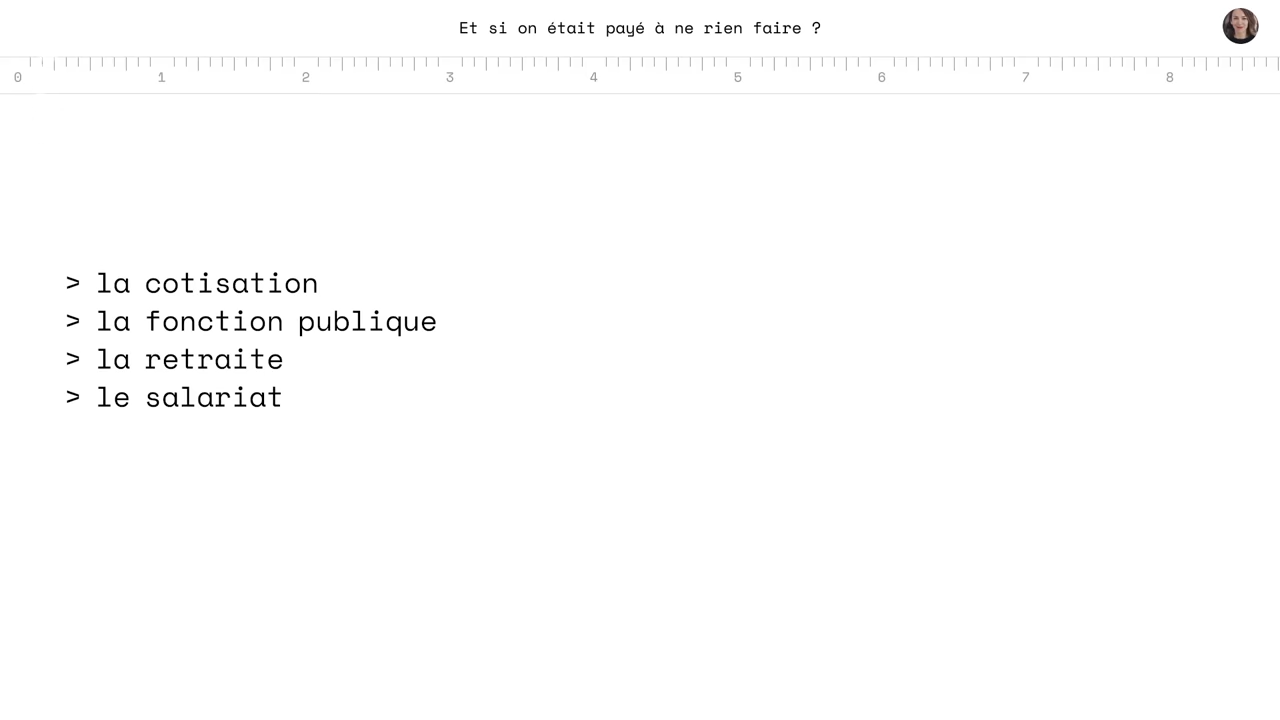 Et si on était payé à ne rien faire ?
0 1 2 3 4 5 6 7 8
> la cotisation
> la fonction publique
> la retraite
> le salariat